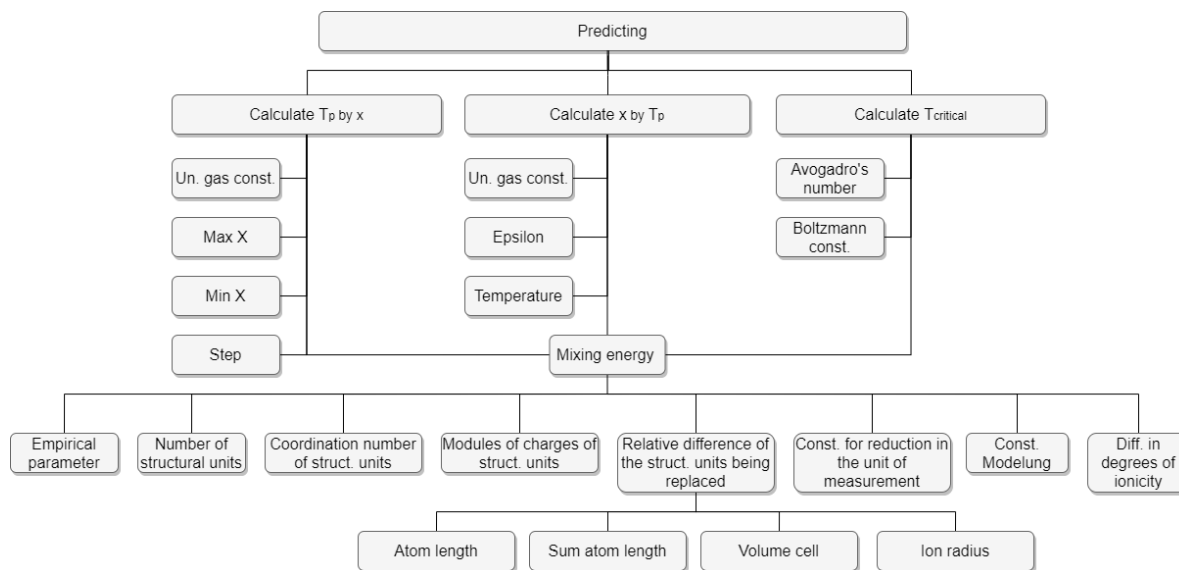 Predicting
Calculate Tp by x
Calculate x by Tp
Calculate Tcritical
Un. gas const.
Un. gas const.
Avogadro's
number
Max X
Epsilon
Boltzmann
const.
Min X
Temperature
Step
Mixing energy
Empirical
parameter
Number of
structural units
Coordination number
of struct. units
Modules of charges of
struct. units
Relative difference of
the struct. units being
replaced
Const. for reduction in
the unit of
measurement
Const.
Modelung
Diff. in
degrees of
ionicity
Atom length
Sum atom length
Volume cell
Ion radius